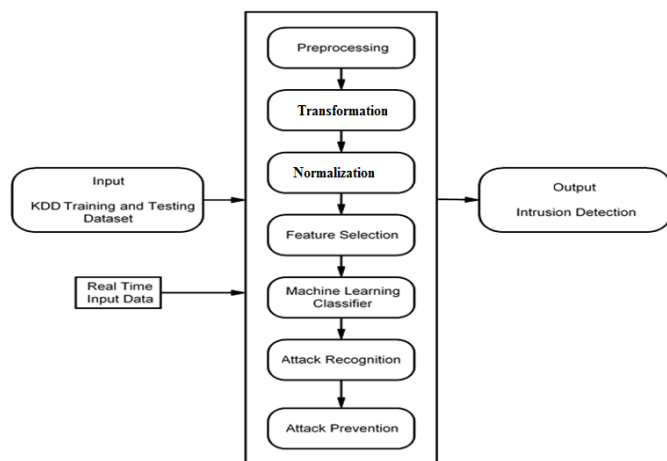 Preprocessing
Transformation
Normalization
Input
KDD Training and Testing
Dataset
Output
Intrusion Detection
Feature Selection
Real Time
Input Data
Machine Learning
Classifier
Attack Recognition
Attack Prevention